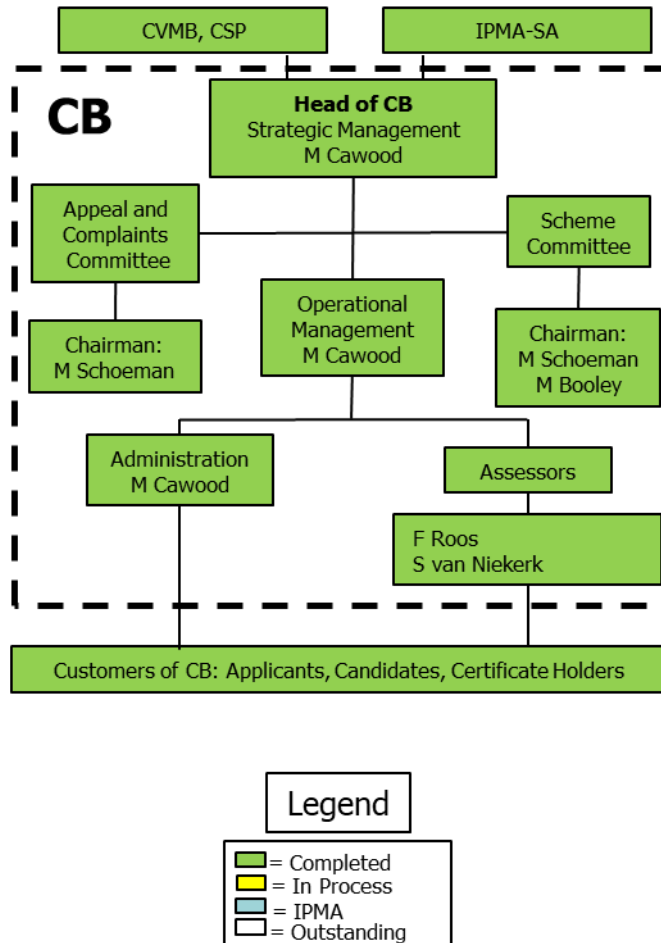 CVMB, CSP
IPMA-SA
CB
Head of CB
Strategic Management
M Cawood
Appeal and
Complaints
Committee
Scheme
Committee
Operational
Management
M Cawood
Chairman:
M Schoeman
Chairman:
M Schoeman
M Booley
Administration
M Cawood
Assessors
F Roos
S van Niekerk
Customers of CB: Applicants, Candidates, Certificate Holders
Legend
= Completed
= In Process
= IPMA
= Outstanding